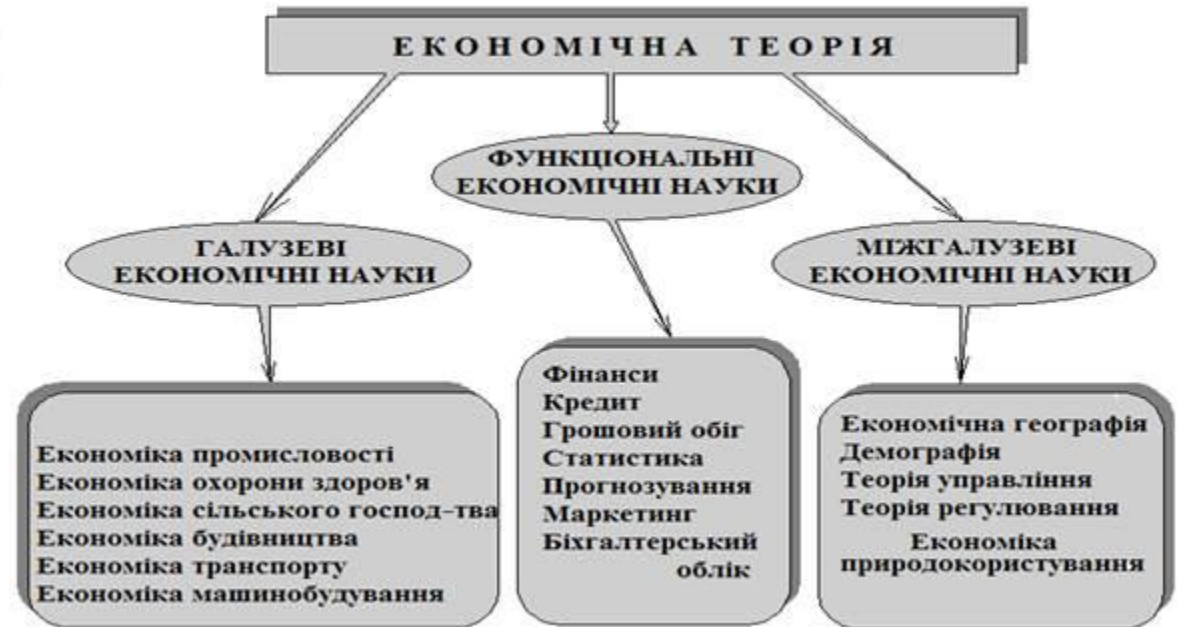 ЕКОНОМІЧНА ТЕОРІЯ
ФУНКЦІОНАЛЬНІ
ЕКОНОМІЧНІ НАУКИ
ГАЛУЗЕВІ
ЕКОНОМІЧНІ НАУКИ
МІЖГАЛУЗЕВІ
ЕКОНОМІЧНІ НАУКИ
Економіка промисловості
Економіка охорони здоров'я
Економіка сільського господ-тва
Економіка будівництва
Економіка транспорту
Економіка машинобудування
Фінанси
Кредит
Грошовий обіг
Статистика
Прогнозування
Маркетинг
Біхгалтерський
облік
Економічна географія
Демографія
Теорія управління
Теорія регулювання
Економіка
природокористування